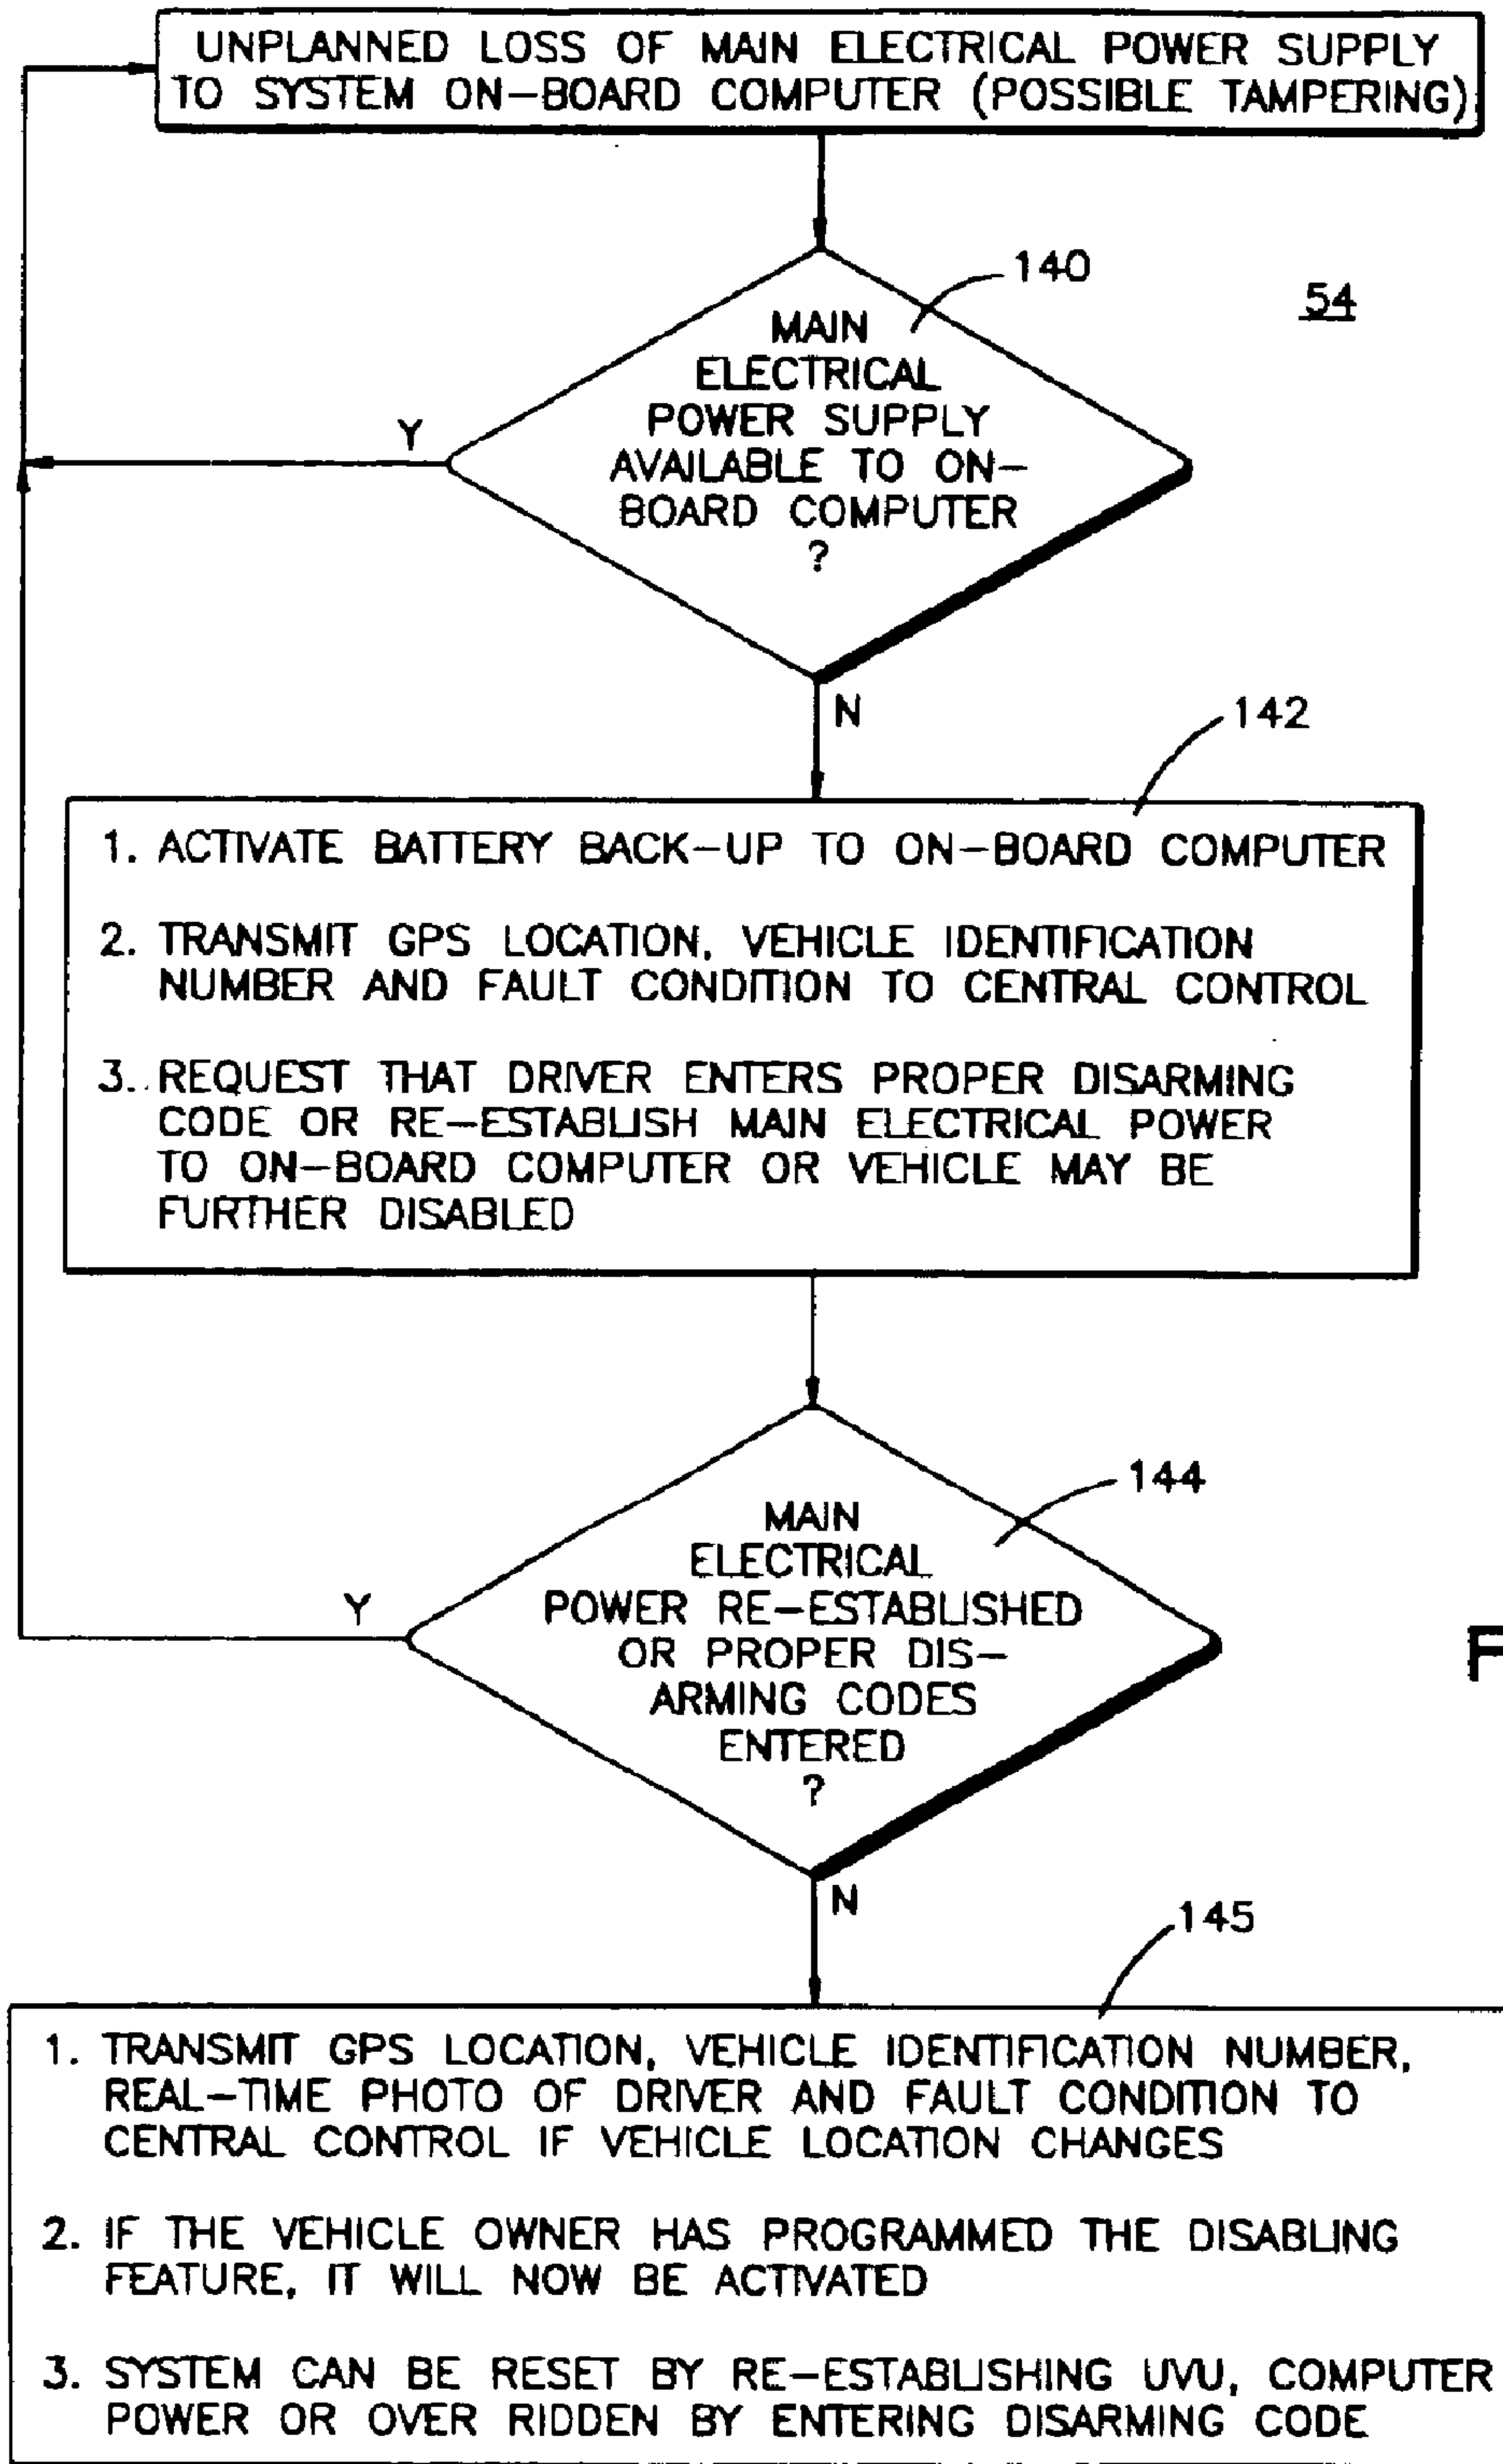 UNPLANNED LOSS OF MAIN ELECTRICAL POWER SUPPLY
TO SYSTEM ON-BOARD COMPUTER (POSSIBLE TAMPERING)
140
54
MAIN
ELECTRICAL
POWER SUPPLY
AVAILABLE TO ON-
BOARD COMPUTER
?
Y
N
142
1. ACTIVATE BATTERY BACK-UP TO ON-BOARD COMPUTER
2. TRANSMIT GPS LOCATION, VEHICLE IDENTIFICATION
NUMBER AND FAULT CONDITION TO CENTRAL CONTROL
3. REQUEST THAT DRIVER ENTERS PROPER DISARMING
CODE OR RE-ESTABLISH MAIN ELECTRICAL POWER
TO ON-BOARD COMPUTER OR VEHICLE MAY BE
FURTHER DISABLED
144
MAIN
ELECTRICAL
POWER RE-ESTABLISHED
OR PROPER DIS-
ARMING CODES
ENTERED
?
Y
F
N
145
1. TRANSMIT GPS LOCATION, VEHICLE IDENTIFICATION NUMBER,
REAL-TIME PHOTO OF DRIVER AND FAULT CONDITION TO
CENTRAL CONTROL IF VEHICLE LOCATION CHANGES
2. IF THE VEHICLE OWNER HAS PROGRAMMED THE DISABLING
FEATURE, IT WILL NOW BE ACTIVATED
3. SYSTEM CAN BE RESET BY RE-ESTABLISHING UVU, COMPUTER
POWER OR OVER RIDDEN BY ENTERING DISARMING CODE